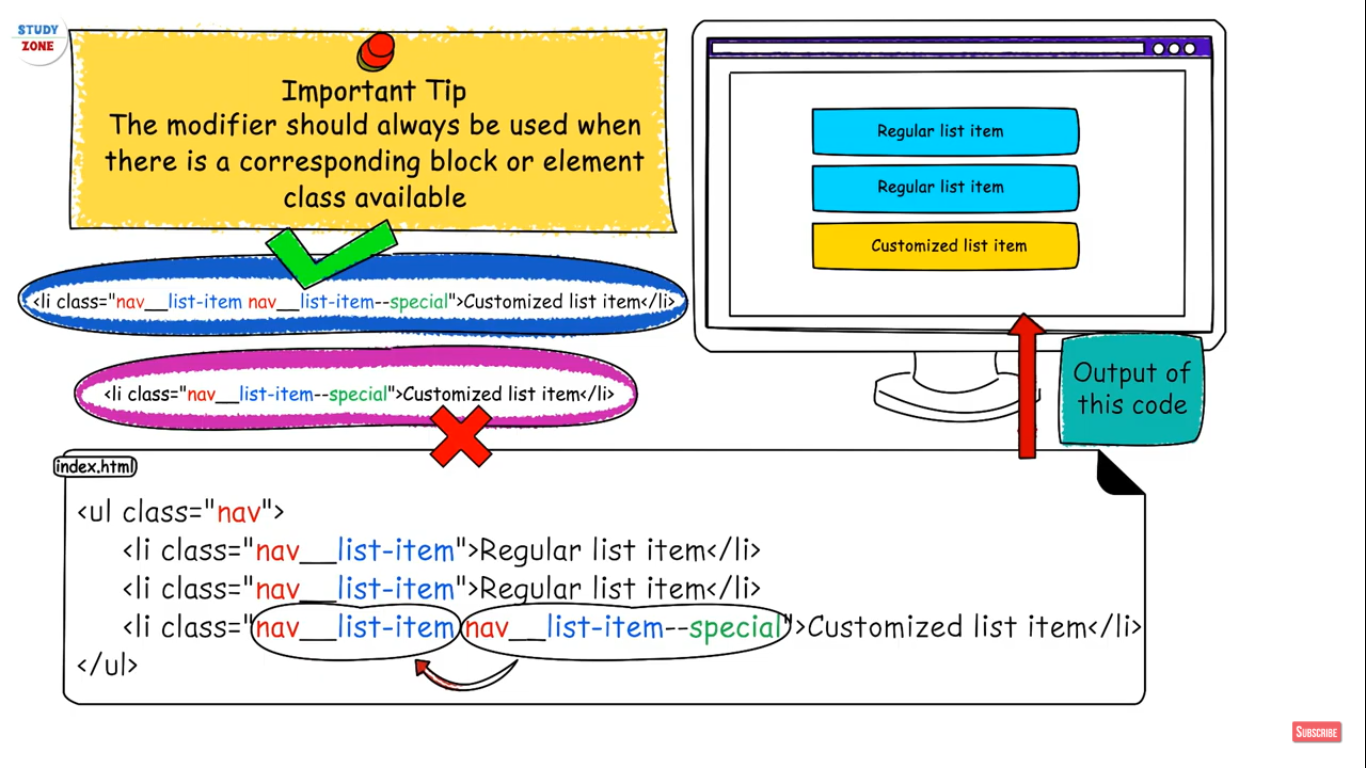 STUDY
ZONE
Important Tip
The modifier should always be used when
there is a corresponding block or element
class available
<li class="nav__list-item nav__list-item--special">Customized list item</li>
<li class="nav__list-item--special">Customized list item</li>
Regular list item
Regular list item
Customized list item
Output of
this code
index.html
<ul class="nav">
<li class="nav__list-item">Regular list item</li>
<li class="nav__list-item">Regular list item</li>
<li class="nav__list-item nav__list-item--special">Customized list item</li>
</ul>
SUBSCRIBE